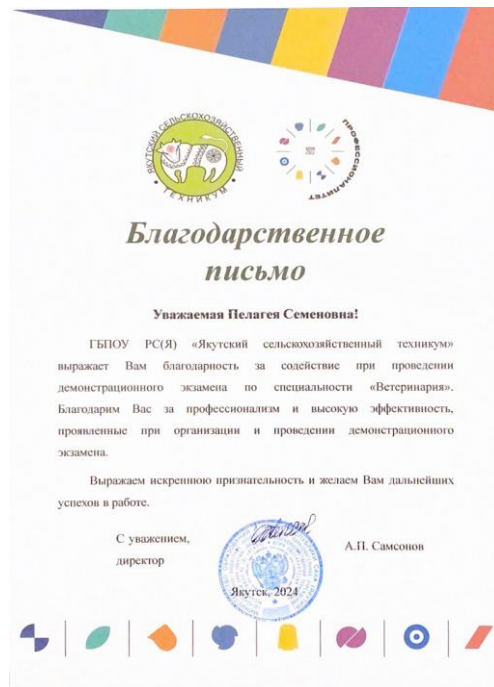 ЯКУТСКИЙ СЕЛЬСКОХОЗЯЙСТВЕННЫЙ
ТЕХНИКУМ
ПРОФЕССИОНАЛИТЕТ
Благодарственное
письмо
Уважаемая Пелагея Семеновна!
ГБПОУ РС(Я) «Якутский сельскохозяйственный техникум»
выражает Вам благодарность за содействие при проведении
демонстрационного экзамена по специальности «Ветеринария».
Благодарим Вас за профессионализм и высокую эффективность,
проявленные при организации и проведении демонстрационного
экзамена.
Выражаем искреннюю признательность и желаем Вам дальнейших
успехов в работе.
С уважением,
директор
А.П. Самсонов
Якутск, 2024